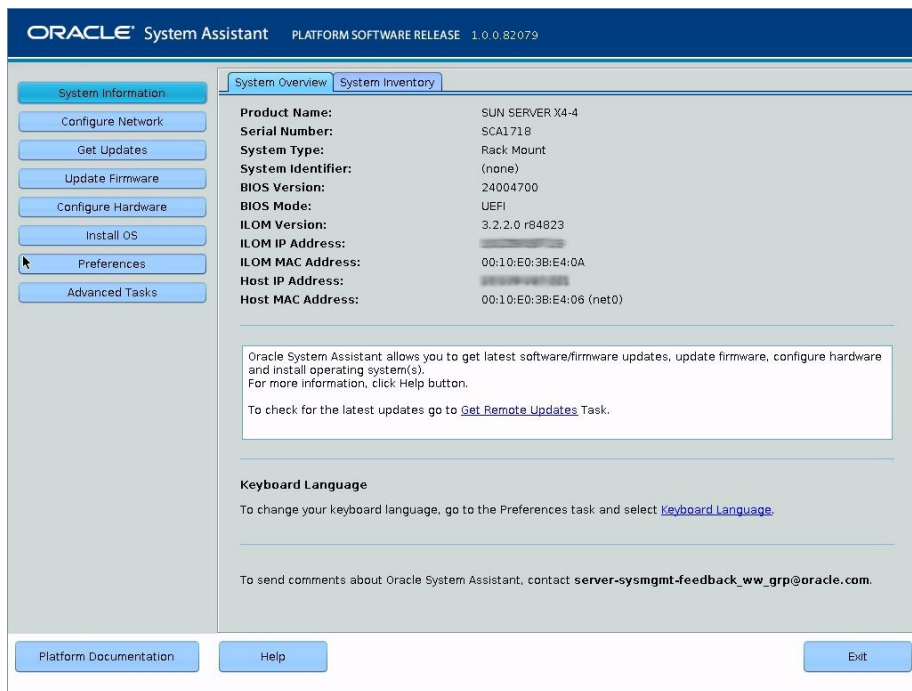 ORACLE System Assistant PLATFORM SOFTWARE RELEASE 1.0.0.82079
System Information
Configure Network
Get Updates
Update Firmware
Configure Hardware
Install OS
Preferences
Advanced Tasks
System Overview System Inventory
Product Name: SUN SERVER X4-4
Serial Number: SCA1718
System Type: Rack Mount
System Identifier: (none)
BIOS Version: 24004700
BIOS Mode: UEFI
ILOM Version: 3.2.2.0 r84823
ILOM IP Address:
ILOM MAC Address: 00:10:E0:3B:E4:0A
Host IP Address:
Host MAC Address: 00:10:E0:3B:E4:06 (net0)
Oracle System Assistant allows you to get latest software/firmware updates, update firmware, configure hardware
and install operating system(s).
For more information, click Help button.
To check for the latest updates go to Get Remote Updates Task.
Keyboard Language
To change your keyboard language, go to the Preferences task and select Keyboard Language.
To send comments about Oracle System Assistant, contact server-sysmgmt-feedback_ww_grp@oracle.com.
Platform Documentation Help Exit